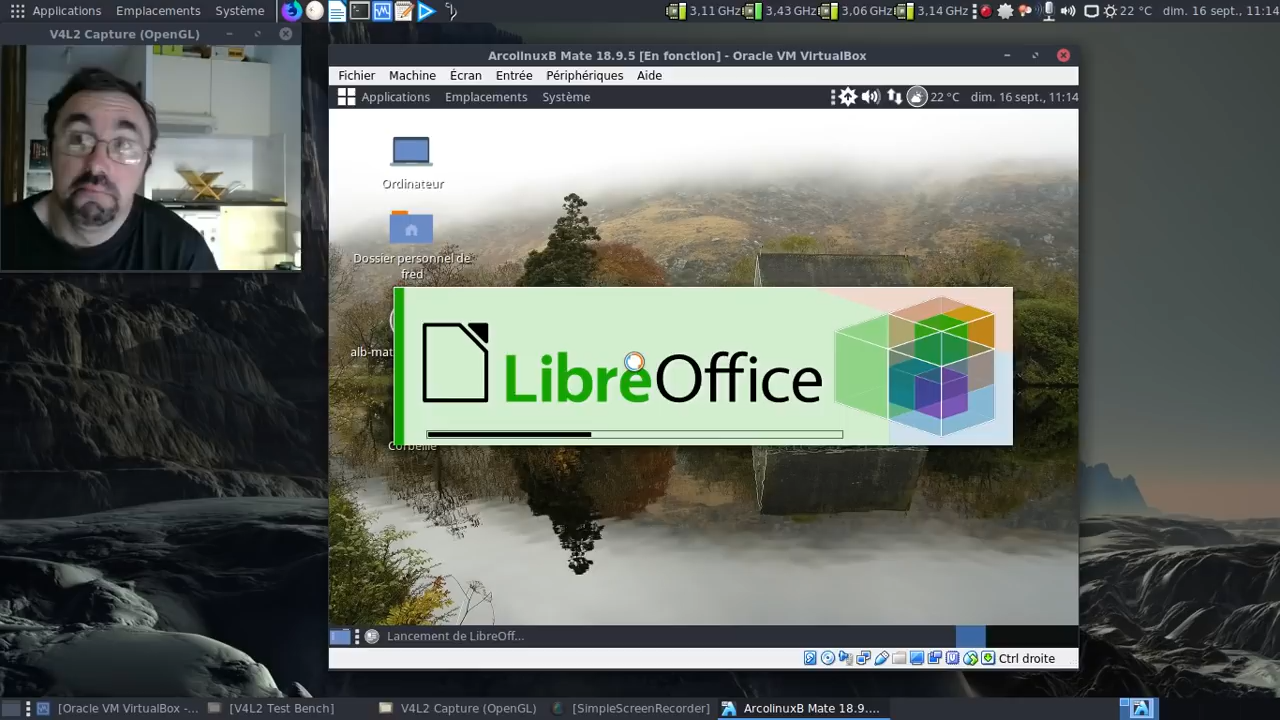 Applications Emplacements Système
3,11 GHz 3,43 GHz 3,06 GHz 3,14 GHz 22 °C dim. 16 sept., 11:14
V4L2 Capture (OpenGL)
ArcolinuxB Mate 18.9.5 [En fonction] - Oracle VM VirtualBox
Fichier Machine Écran Entrée Périphériques Aide
Applications Emplacements Système 22 °C dim. 16 sept., 11:14
Ordinateur
Dossier personnel de
fred
alb-mat
LibreOffice
Corbeille
Lancement de LibreOff...
Ctrl droite
[Oracle VM VirtualBox -... [V4L2 Test Bench] V4L2 Capture (OpenGL) [SimpleScreenRecorder] ArcolinuxB Mate 18.9....